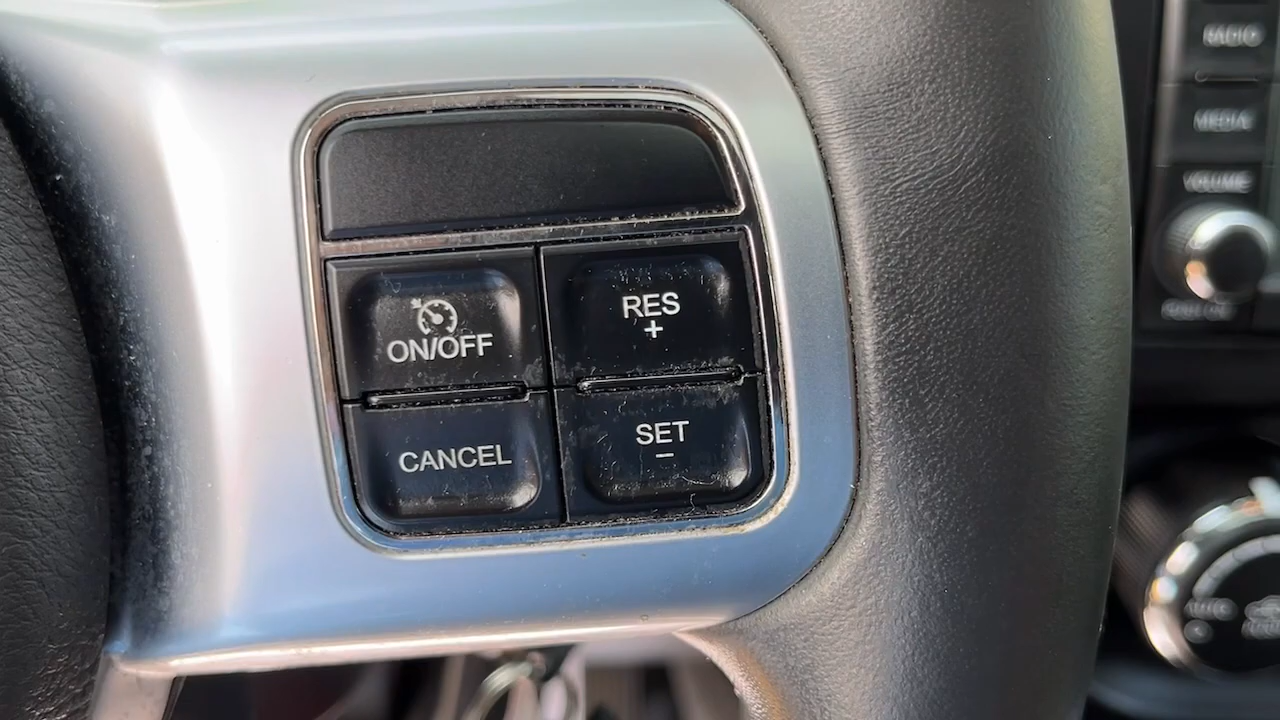 RADIO
MEDIA
VOLUME
ON/OFF
RES
+
CANCEL
SET
–